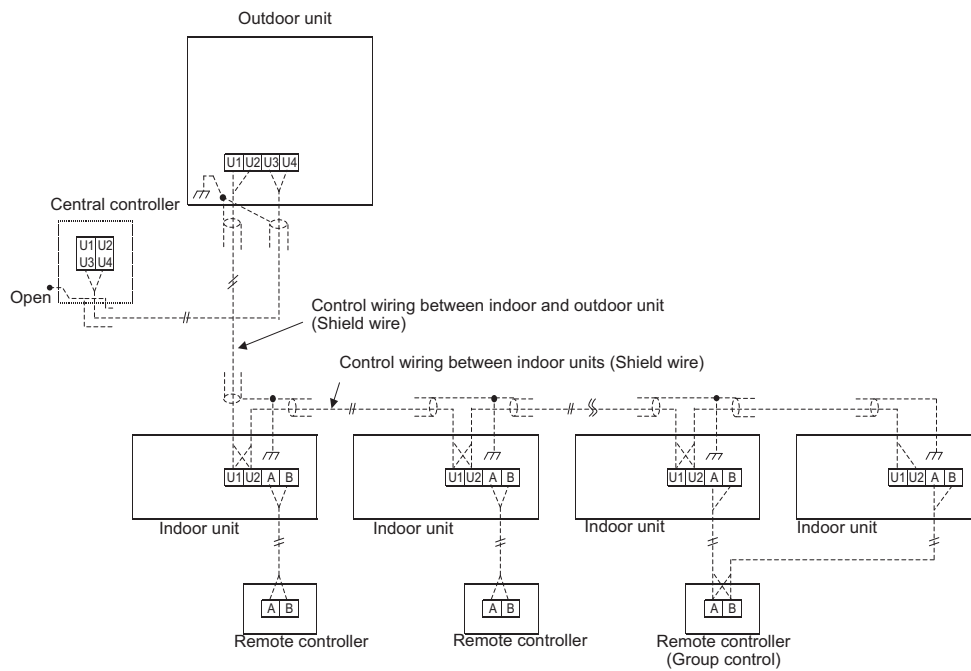 Outdoor unit
U1 U2 U3 U4
Central controller
U1 U2
U3 U4
Open
Control wiring between indoor and outdoor unit
(Shield wire)
Control wiring between indoor units (Shield wire)
U1 U2 A B
U1 U2 A B
U1 U2 A B
U1 U2 A B
Indoor unit
Indoor unit
Indoor unit
Indoor unit
A B
A B
A B
Remote controller
Remote controller
Remote controller
(Group control)